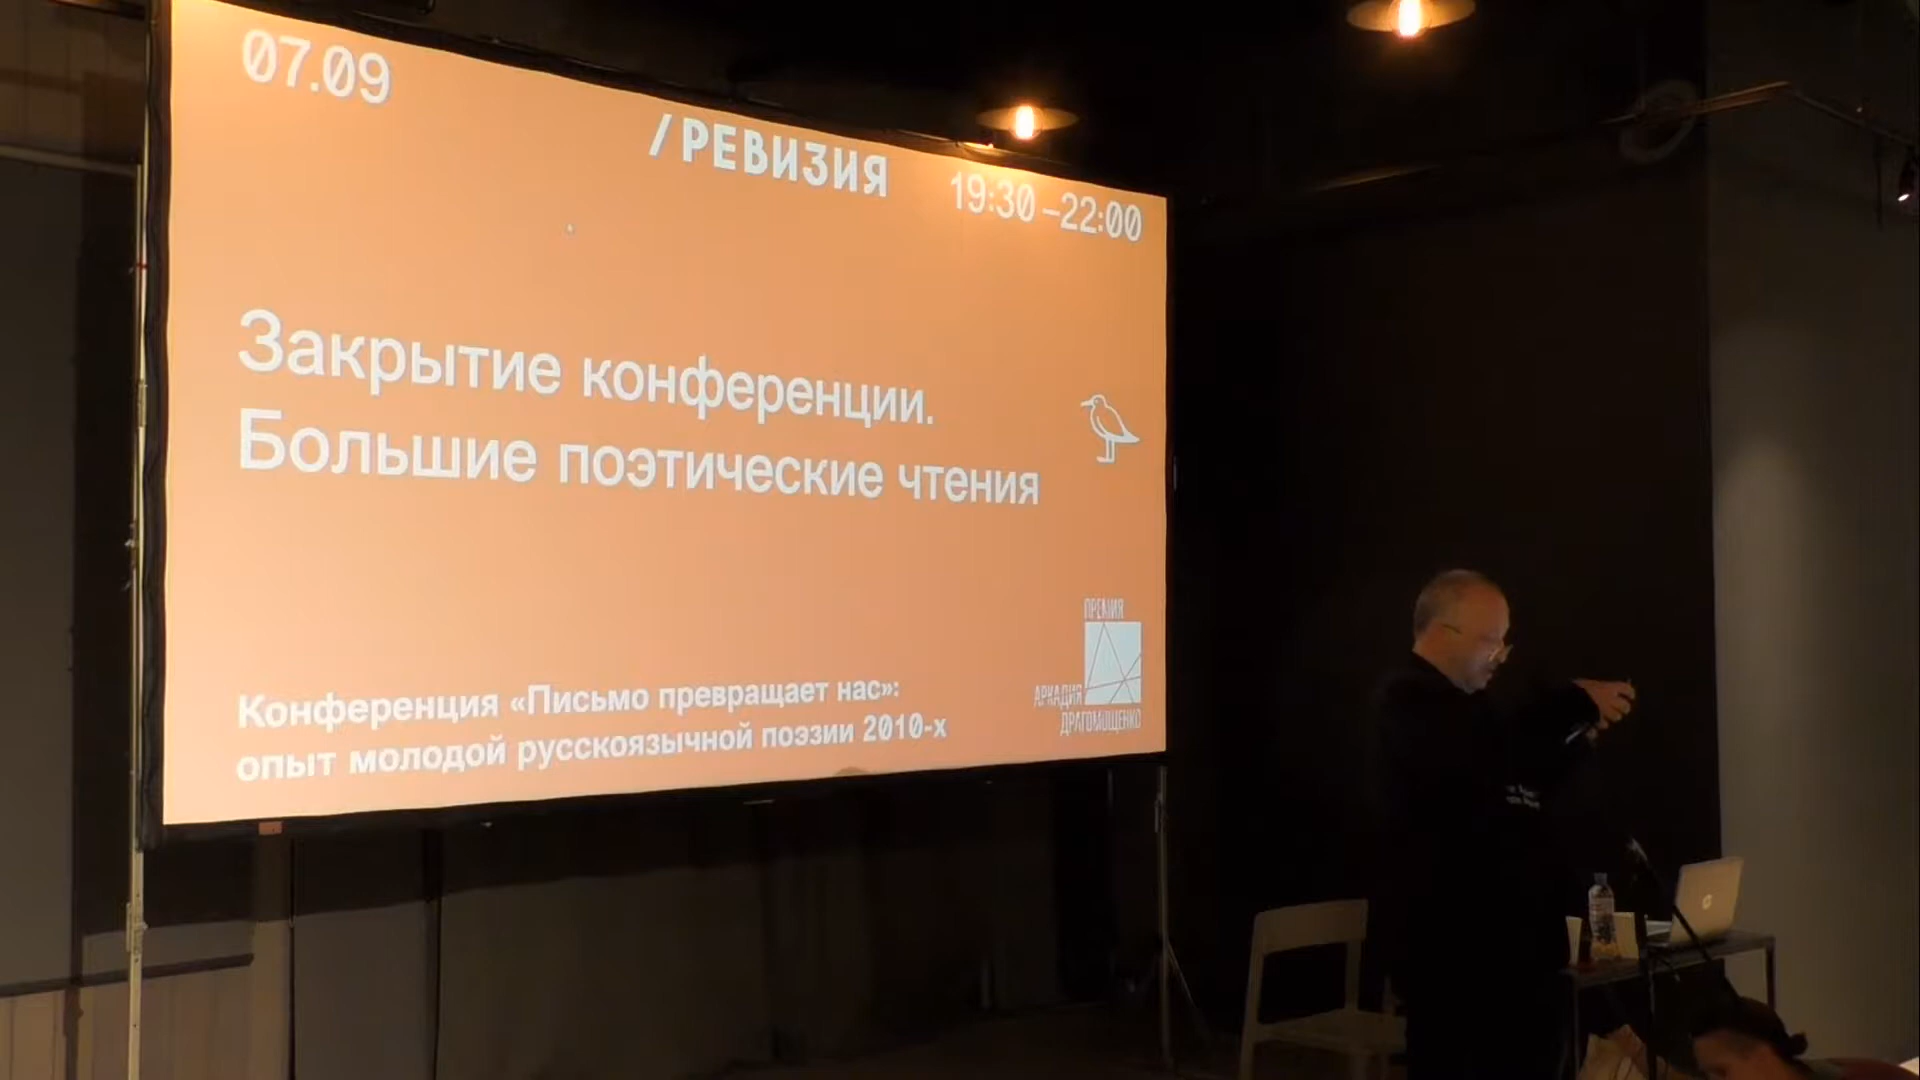 07.09
/РЕВИЗИЯ
19:30–22:00
Закрытие конференции.
Большие поэтические чтения
ПРЕМИЯ
АРКАДИЯ
ДРАГОМОЩЕНКО
Конференция «Письмо превращает нас»:
опыт молодой русскоязычной поэзии 2010-х